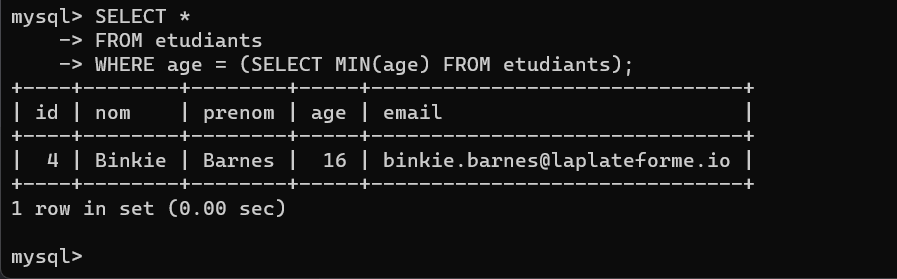 mysql> SELECT *
    -> FROM etudiants
    -> WHERE age = (SELECT MIN(age) FROM etudiants);
+----+--------+--------+-----+-------------------------------+
| id | nom    | prenom | age | email                         |
+----+--------+--------+-----+-------------------------------+
|  4 | Binkie | Barnes |  16 | binkie.barnes@laplateforme.io |
+----+--------+--------+-----+-------------------------------+
1 row in set (0.00 sec)

mysql>